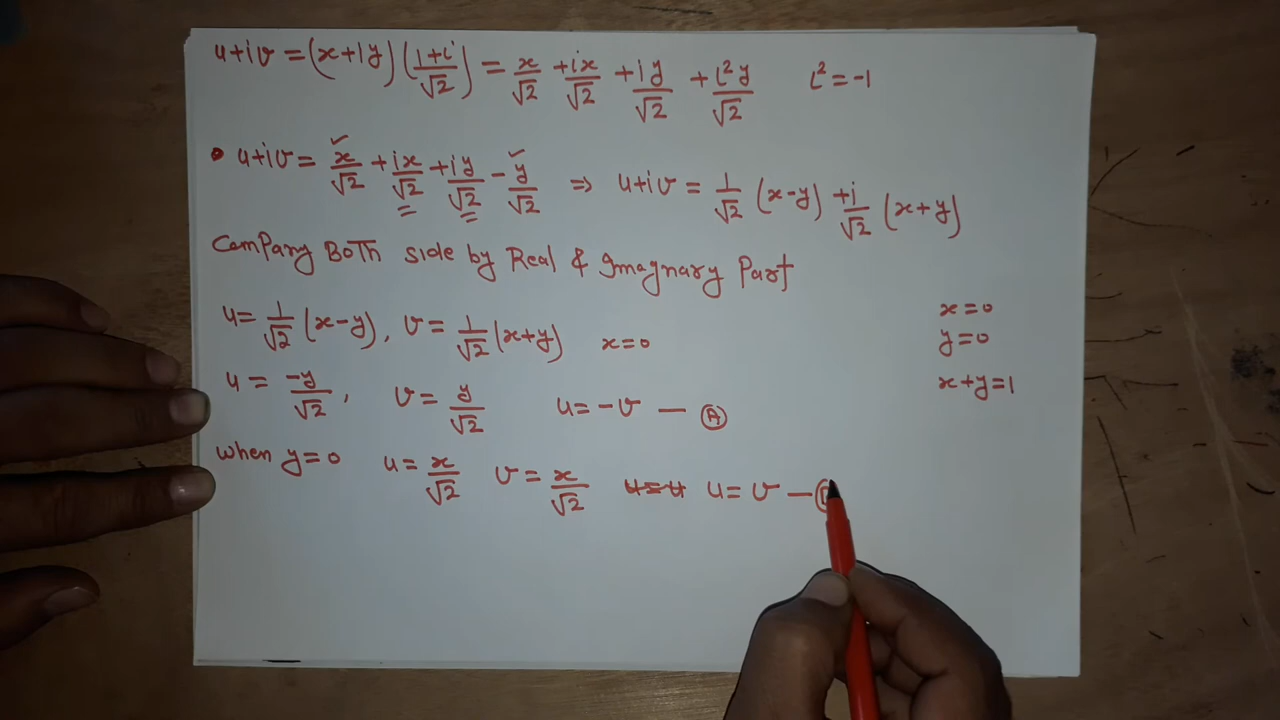 u+iv = (x+iy) (1+i/√2) = x/√2 + ix/√2 + iy/√2 + i²y/√2 i² = -1
u+iv = x/√2 + ix/√2 + iy/√2 - y/√2 ⇒ u+iv = 1/√2 (x-y) + i/√2 (x+y)
ComPany BoTh side by Real & Imagnary Part
u = 1/√2 (x-y), v = 1/√2 (x+y) x=0
x=0
y=0
x+y=1
u = -y/√2, v = y/√2 u = -v — Ⓐ
when y=0 u = x/√2 v = x/√2 u = v —